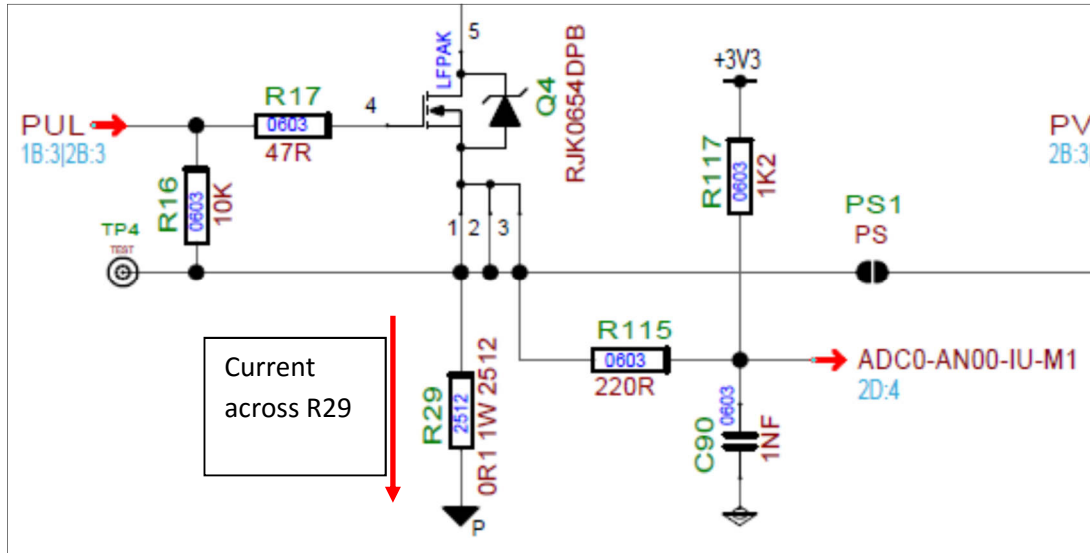 5
LFPAK
Q4
RJK0654DPB
+3V3
PUL
1B:3|2B:3
R17
0603
47R
4
R16
0603
10K
R117
0603
1K2
PV
2B:3
PS1
PS
TP4
TEST
1 2 3
Current
across R29
R29
2512
0R1 1W 2512
R115
0603
220R
ADC0-AN00-IU-M1
2D:4
C90
0603
1NF
P